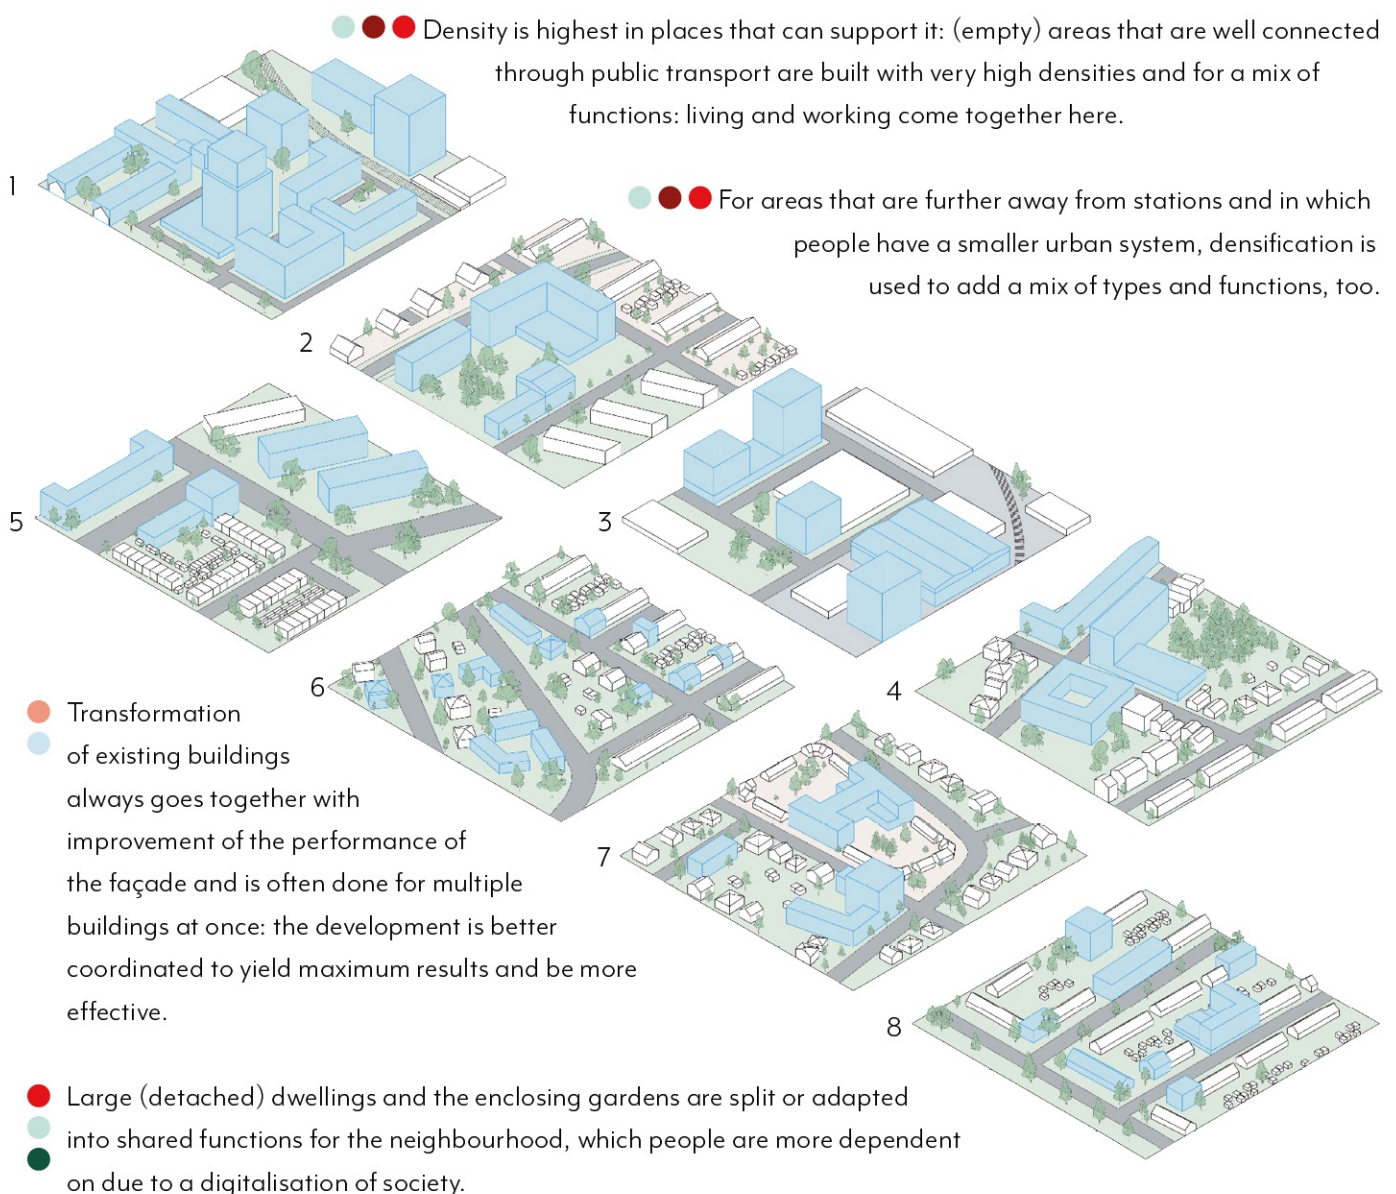 Density is highest in places that can support it: (empty) areas that are well connected
through public transport are built with very high densities and for a mix of
functions: living and working come together here.
1
For areas that are further away from stations and in which
people have a smaller urban system, densification is
used to add a mix of types and functions, too.
2
5
3
6
4
Transformation
of existing buildings
always goes together with
improvement of the performance of
the façade and is often done for multiple
buildings at once: the development is better
coordinated to yield maximum results and be more
effective.
7
8
Large (detached) dwellings and the enclosing gardens are split or adapted
into shared functions for the neighbourhood, which people are more dependent
on due to a digitalisation of society.